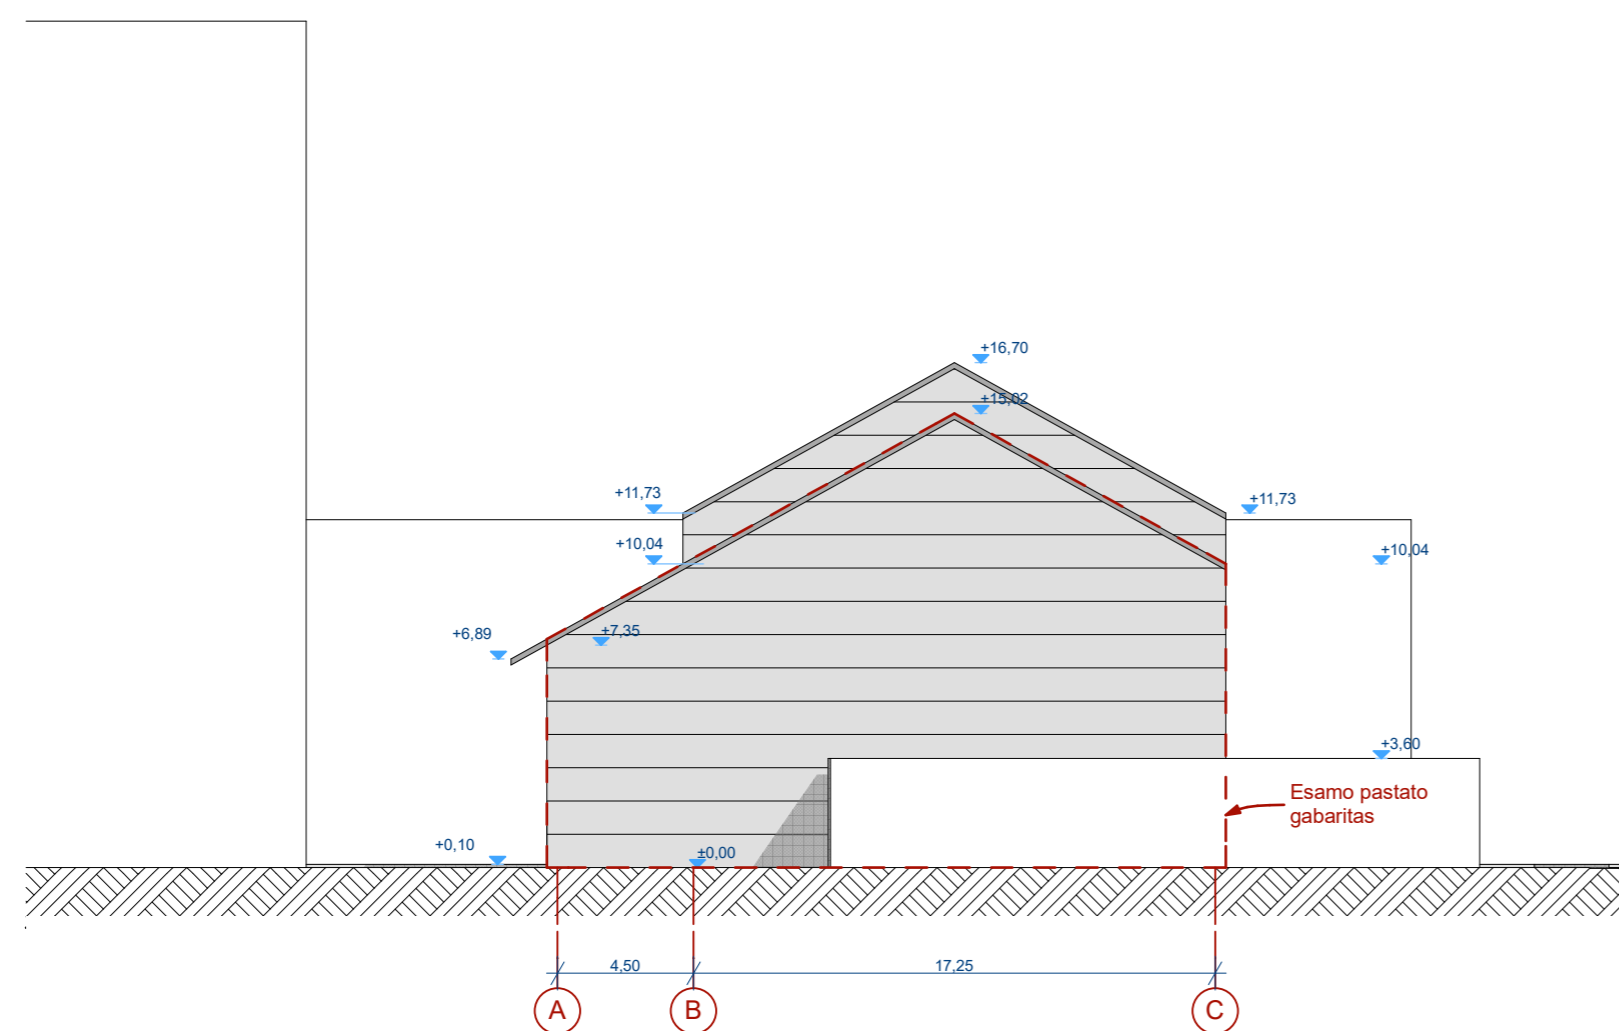 +16,70
+15,02
+11,73
+11,73
+10,04
+10,04
+6,89
+7,35
+3,60
Esamo pastato
gabaritas
+0,10
±0,00
4,50
17,25
A
B
C